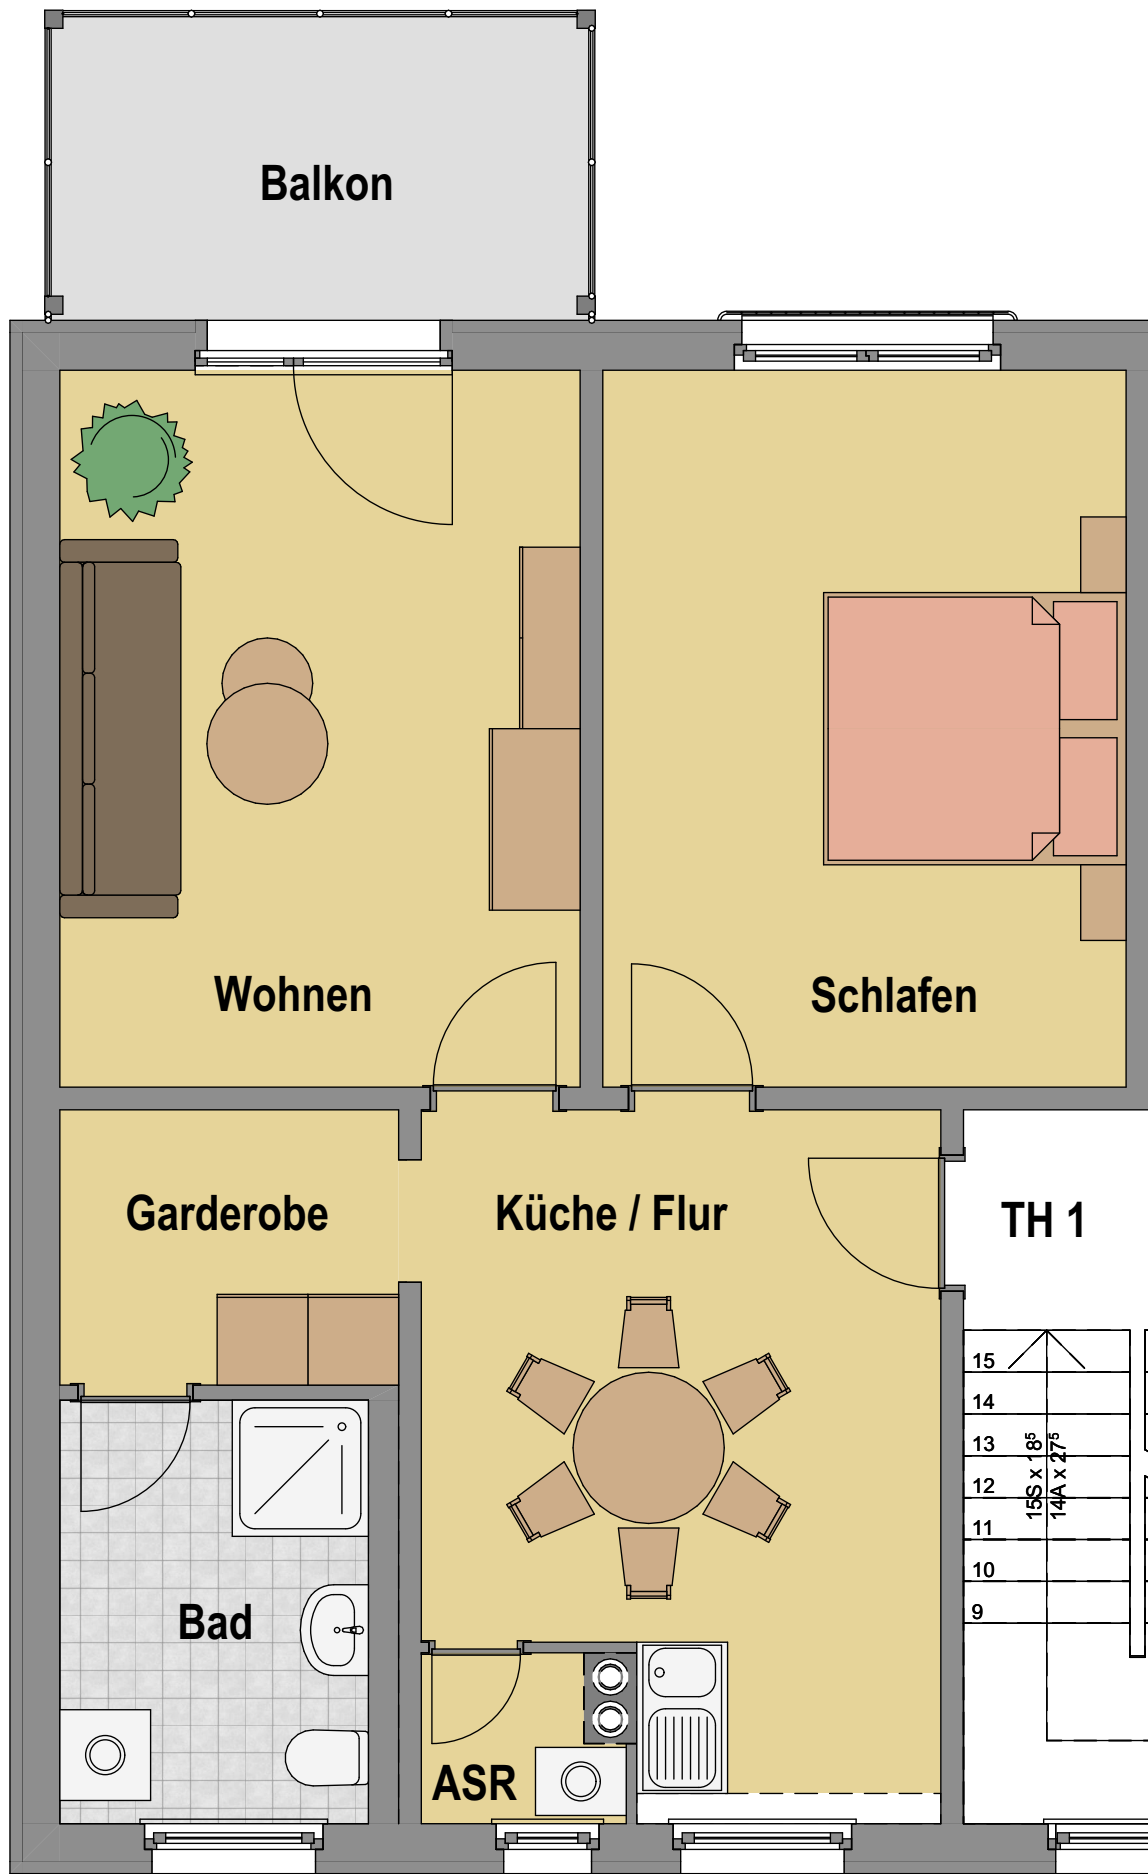 Balkon
Wohnen
Schlafen
Garderobe
Küche / Flur
TH 1
15
14
13
12
11
10
9
15S x 18⁵
14A x 27⁵
Bad
ASR